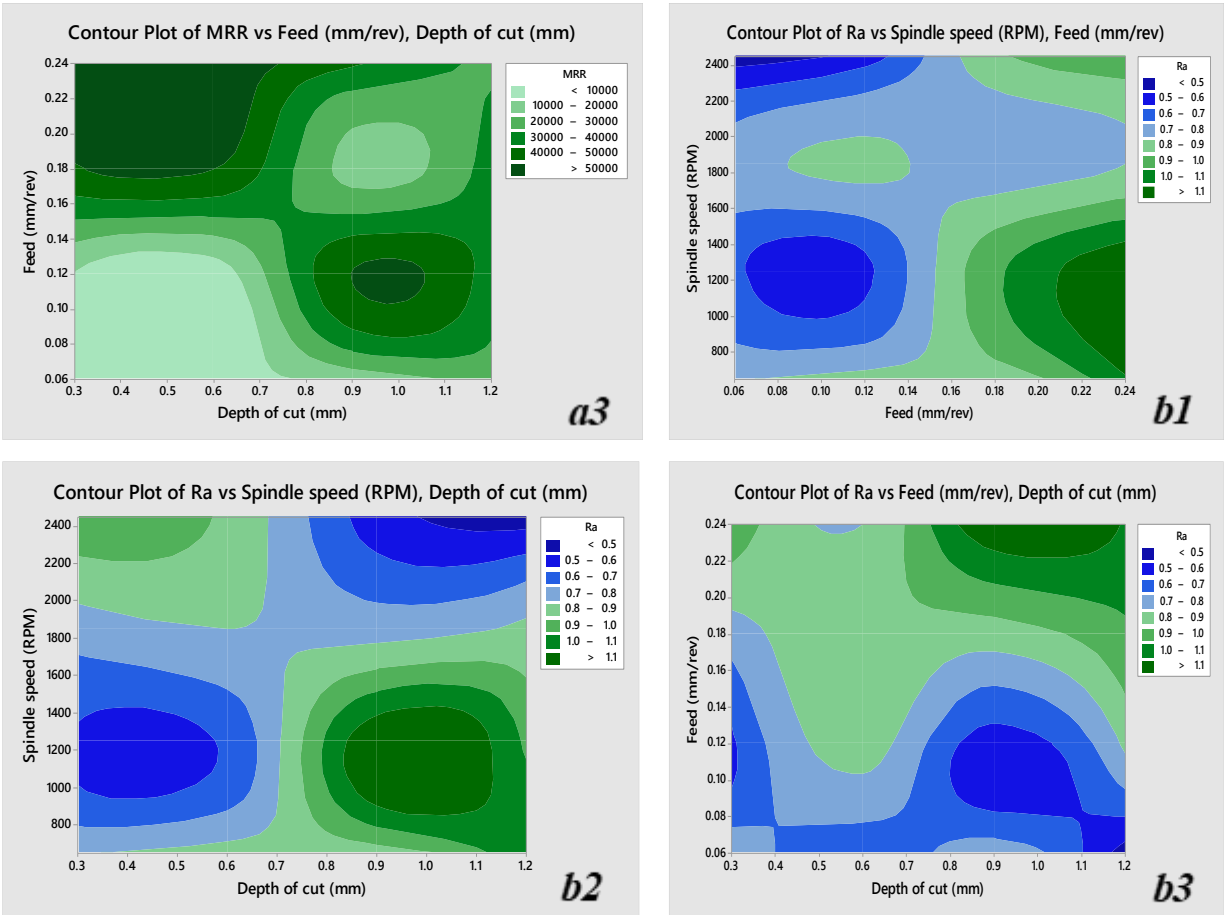 Contour Plot of MRR vs Feed (mm/rev), Depth of cut (mm)
MRR
< 10000
10000 – 20000
20000 – 30000
30000 – 40000
40000 – 50000
> 50000
Feed (mm/rev)
0.24
0.22
0.20
0.18
0.16
0.14
0.12
0.10
0.08
0.06
0.3 0.4 0.5 0.6 0.7 0.8 0.9 1.0 1.1 1.2
Depth of cut (mm)
a3
Contour Plot of Ra vs Spindle speed (RPM), Feed (mm/rev)
Ra
< 0.5
0.5 – 0.6
0.6 – 0.7
0.7 – 0.8
0.8 – 0.9
0.9 – 1.0
1.0 – 1.1
> 1.1
Spindle speed (RPM)
2400
2200
2000
1800
1600
1400
1200
1000
800
0.06 0.08 0.10 0.12 0.14 0.16 0.18 0.20 0.22 0.24
Feed (mm/rev)
b1
Contour Plot of Ra vs Spindle speed (RPM), Depth of cut (mm)
Ra
< 0.5
0.5 – 0.6
0.6 – 0.7
0.7 – 0.8
0.8 – 0.9
0.9 – 1.0
1.0 – 1.1
> 1.1
Spindle speed (RPM)
2400
2200
2000
1800
1600
1400
1200
1000
800
0.3 0.4 0.5 0.6 0.7 0.8 0.9 1.0 1.1 1.2
Depth of cut (mm)
b2
Contour Plot of Ra vs Feed (mm/rev), Depth of cut (mm)
Ra
< 0.5
0.5 – 0.6
0.6 – 0.7
0.7 – 0.8
0.8 – 0.9
0.9 – 1.0
1.0 – 1.1
> 1.1
Feed (mm/rev)
0.24
0.22
0.20
0.18
0.16
0.14
0.12
0.10
0.08
0.06
0.3 0.4 0.5 0.6 0.7 0.8 0.9 1.0 1.1 1.2
Depth of cut (mm)
b3